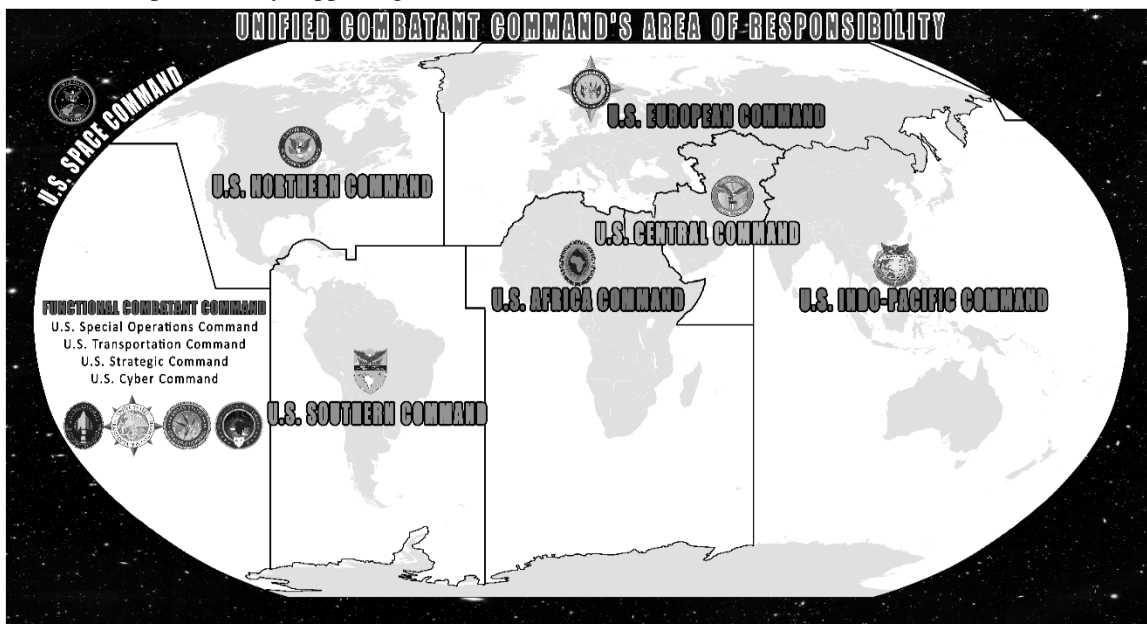 UNIFIED COMBATANT COMMAND'S AREA OF RESPONSIBILITY
U.S. SPACE COMMAND
U.S. EUROPEAN COMMAND
U.S. NORTHERN COMMAND
U.S. CENTRAL COMMAND
U.S. AFRICA COMMAND
U.S. INDO-PACIFIC COMMAND
FUNCTIONAL COMBATANT COMMAND
U.S. Special Operations Command
U.S. Transportation Command
U.S. Strategic Command
U.S. Cyber Command
U.S. SOUTHERN COMMAND